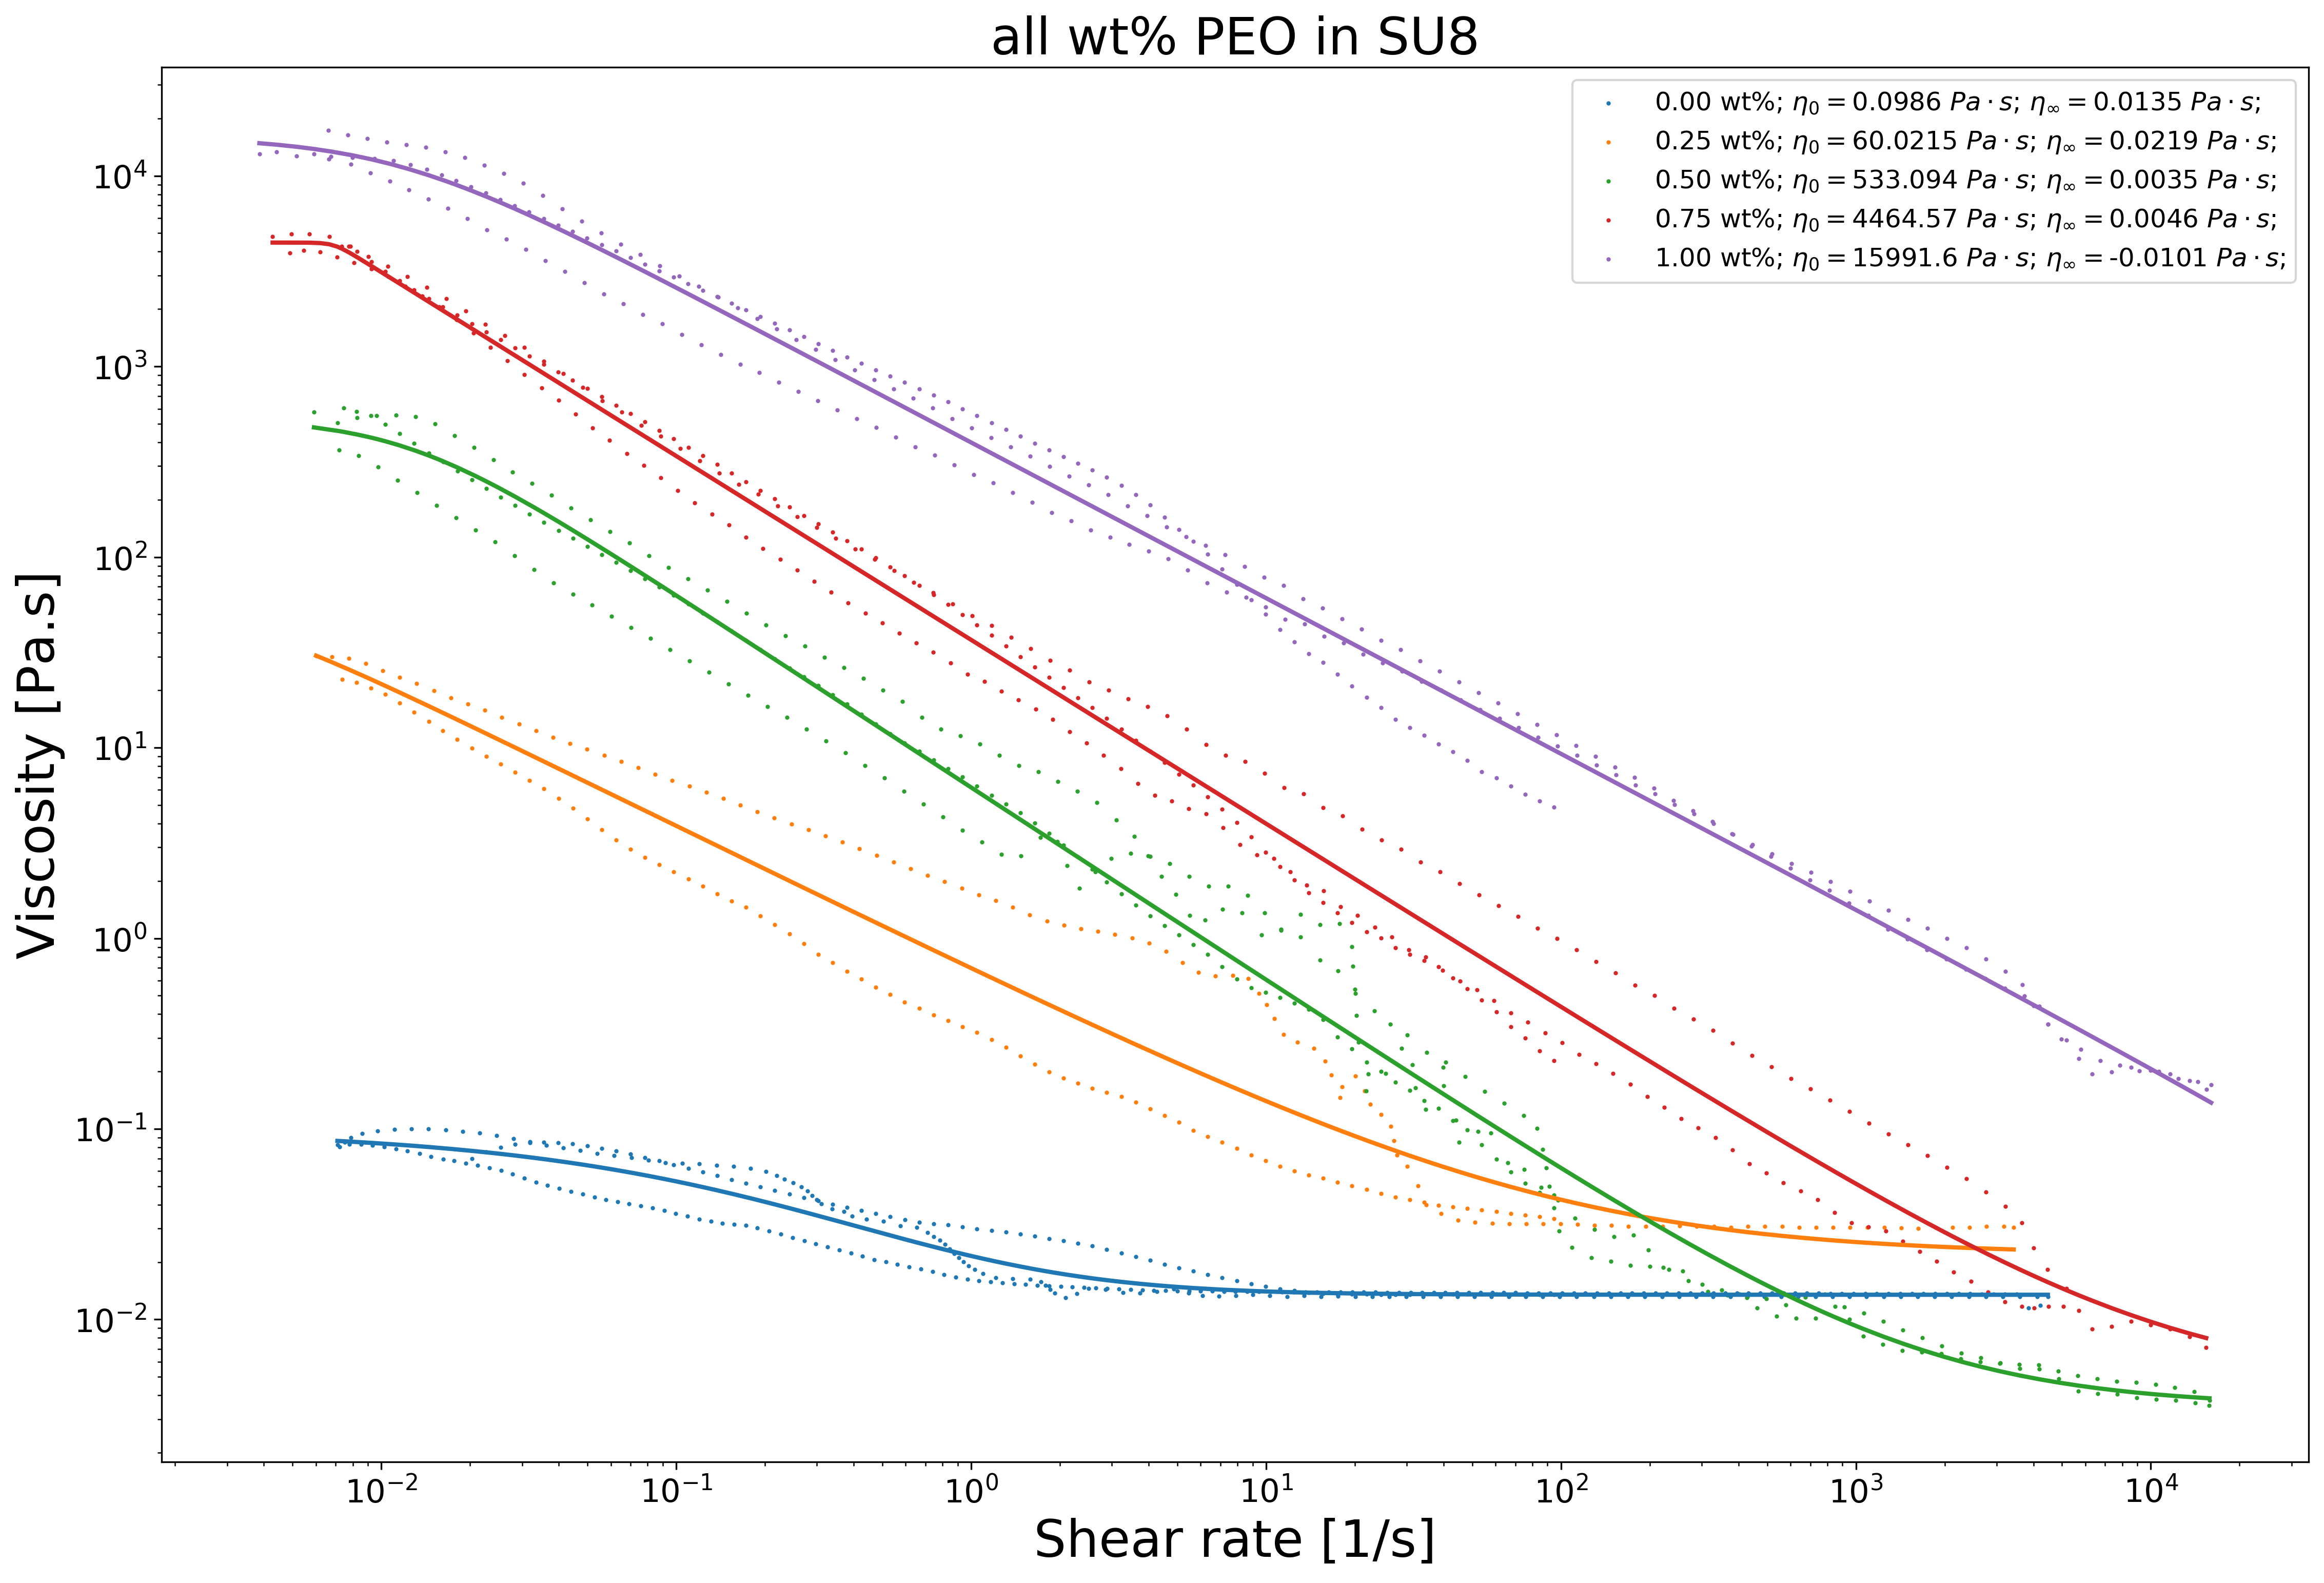 all wt% PEO in SU8
0.00 wt%; η₀ = 0.0986 Pa · s; η∞ = 0.0135 Pa · s;
0.25 wt%; η₀ = 60.0215 Pa · s; η∞ = 0.0219 Pa · s;
0.50 wt%; η₀ = 533.094 Pa · s; η∞ = 0.0035 Pa · s;
0.75 wt%; η₀ = 4464.57 Pa · s; η∞ = 0.0046 Pa · s;
1.00 wt%; η₀ = 15991.6 Pa · s; η∞ = -0.0101 Pa · s;
Viscosity [Pa.s]
10⁴
10³
10²
10¹
10⁰
10⁻¹
10⁻²
10⁻² 10⁻¹ 10⁰ 10¹ 10² 10³ 10⁴
Shear rate [1/s]